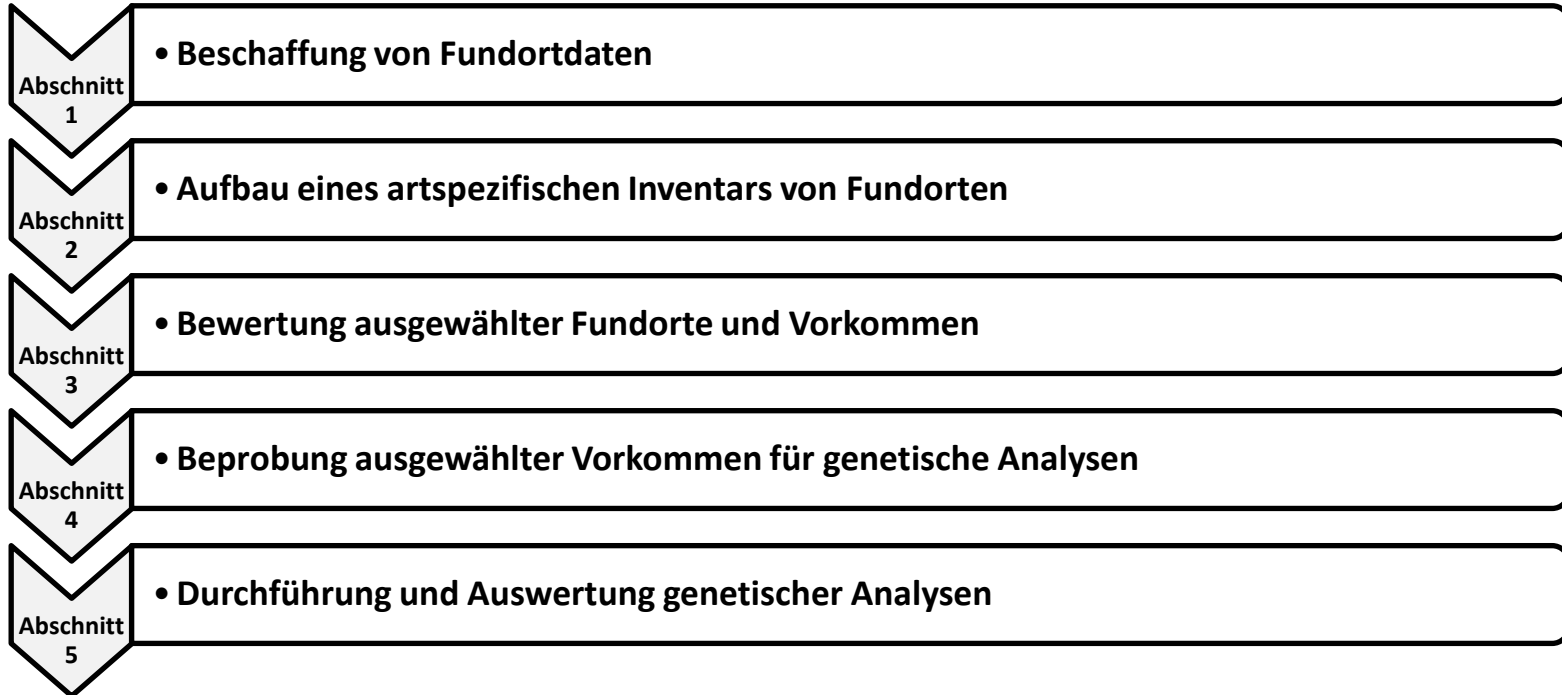 Abschnitt
1
• Beschaffung von Fundortdaten
Abschnitt
2
• Aufbau eines artspezifischen Inventars von Fundorten
Abschnitt
3
• Bewertung ausgewählter Fundorte und Vorkommen
Abschnitt
4
• Beprobung ausgewählter Vorkommen für genetische Analysen
Abschnitt
5
• Durchführung und Auswertung genetischer Analysen